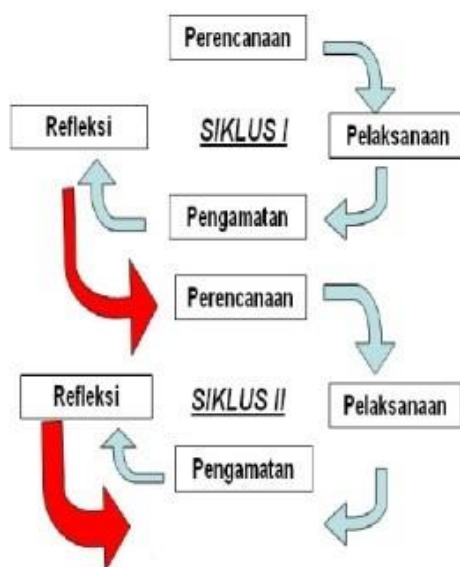 Perencanaan
Refleksi
SIKLUS I
Pelaksanaan
Pengamatan
Perencanaan
Refleksi
SIKLUS II
Pelaksanaan
Pengamatan